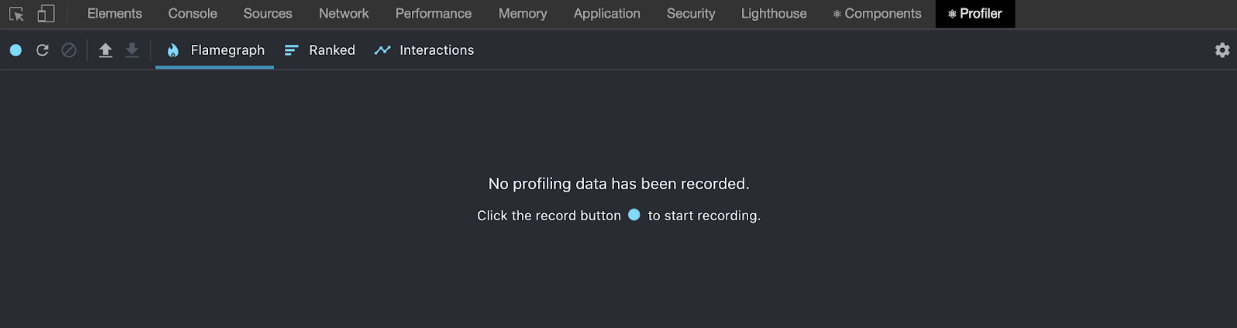 Elements Console Sources Network Performance Memory Application Security Lighthouse ⚛ Components ⚛ Profiler
Flamegraph Ranked Interactions
No profiling data has been recorded.
Click the record button to start recording.